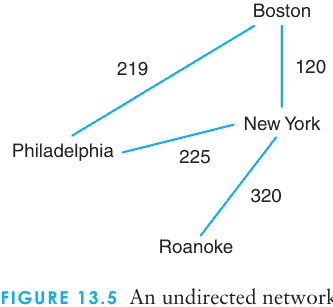 Boston
219
120
New York
Philadelphia
225
320
Roanoke
FIGURE 13.5 An undirected network